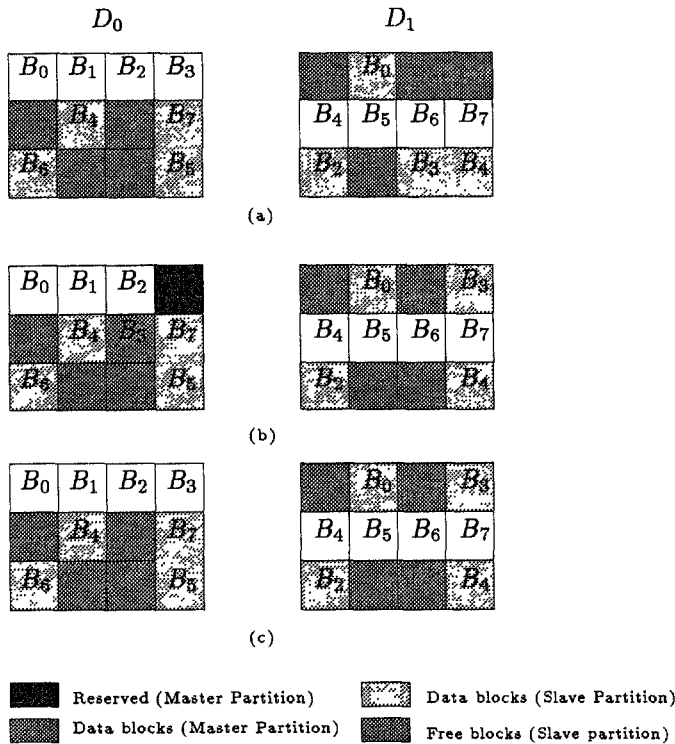 D₀ D₁
B₀ B₁ B₂ B₃ B₀
B₄ B₇ B₄ B₅ B₆ B₇
B₆ B₅ B₂ B₃ B₄
(a)
B₀ B₁ B₂ B₀ B₃
B₄ B₃ B₇ B₄ B₅ B₆ B₇
B₆ B₅ B₂ B₄
(b)
B₀ B₁ B₂ B₃ B₀ B₃
B₄ B₇ B₄ B₅ B₆ B₇
B₆ B₅ B₂ B₄
(c)
Reserved (Master Partition) Data blocks (Slave Partition)
Data blocks (Master Partition) Free blocks (Slave partition)